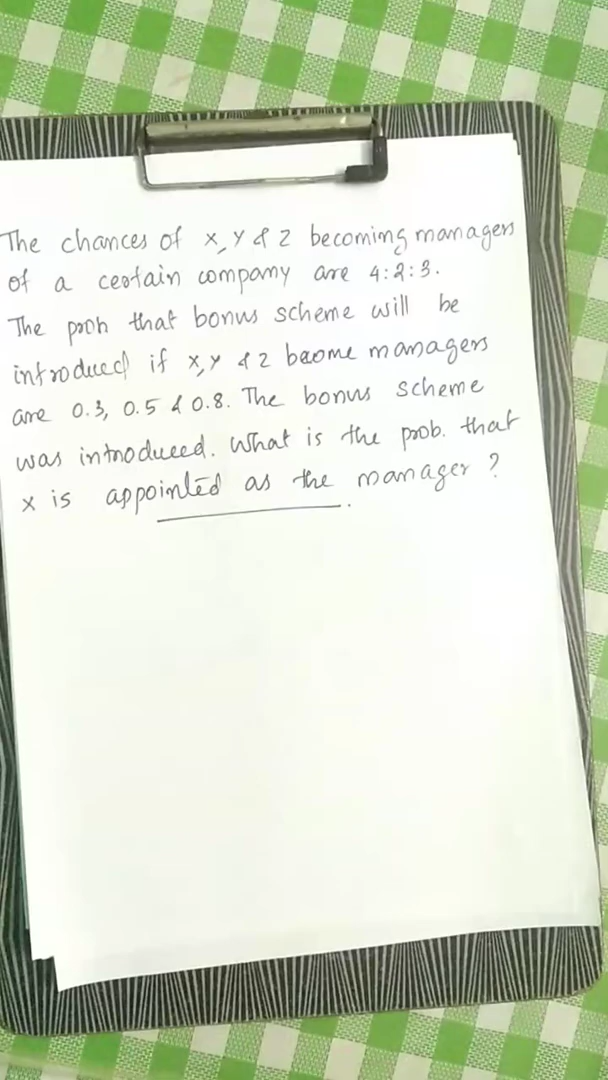 The chances of x, y & z becoming managers
of a certain company are 4:2:3.
The prob that bonus scheme will be
introduced if x, y & z become managers
are 0.3, 0.5 & 0.8. The bonus scheme
was introduced. What is the prob. that
x is appointed as the manager?